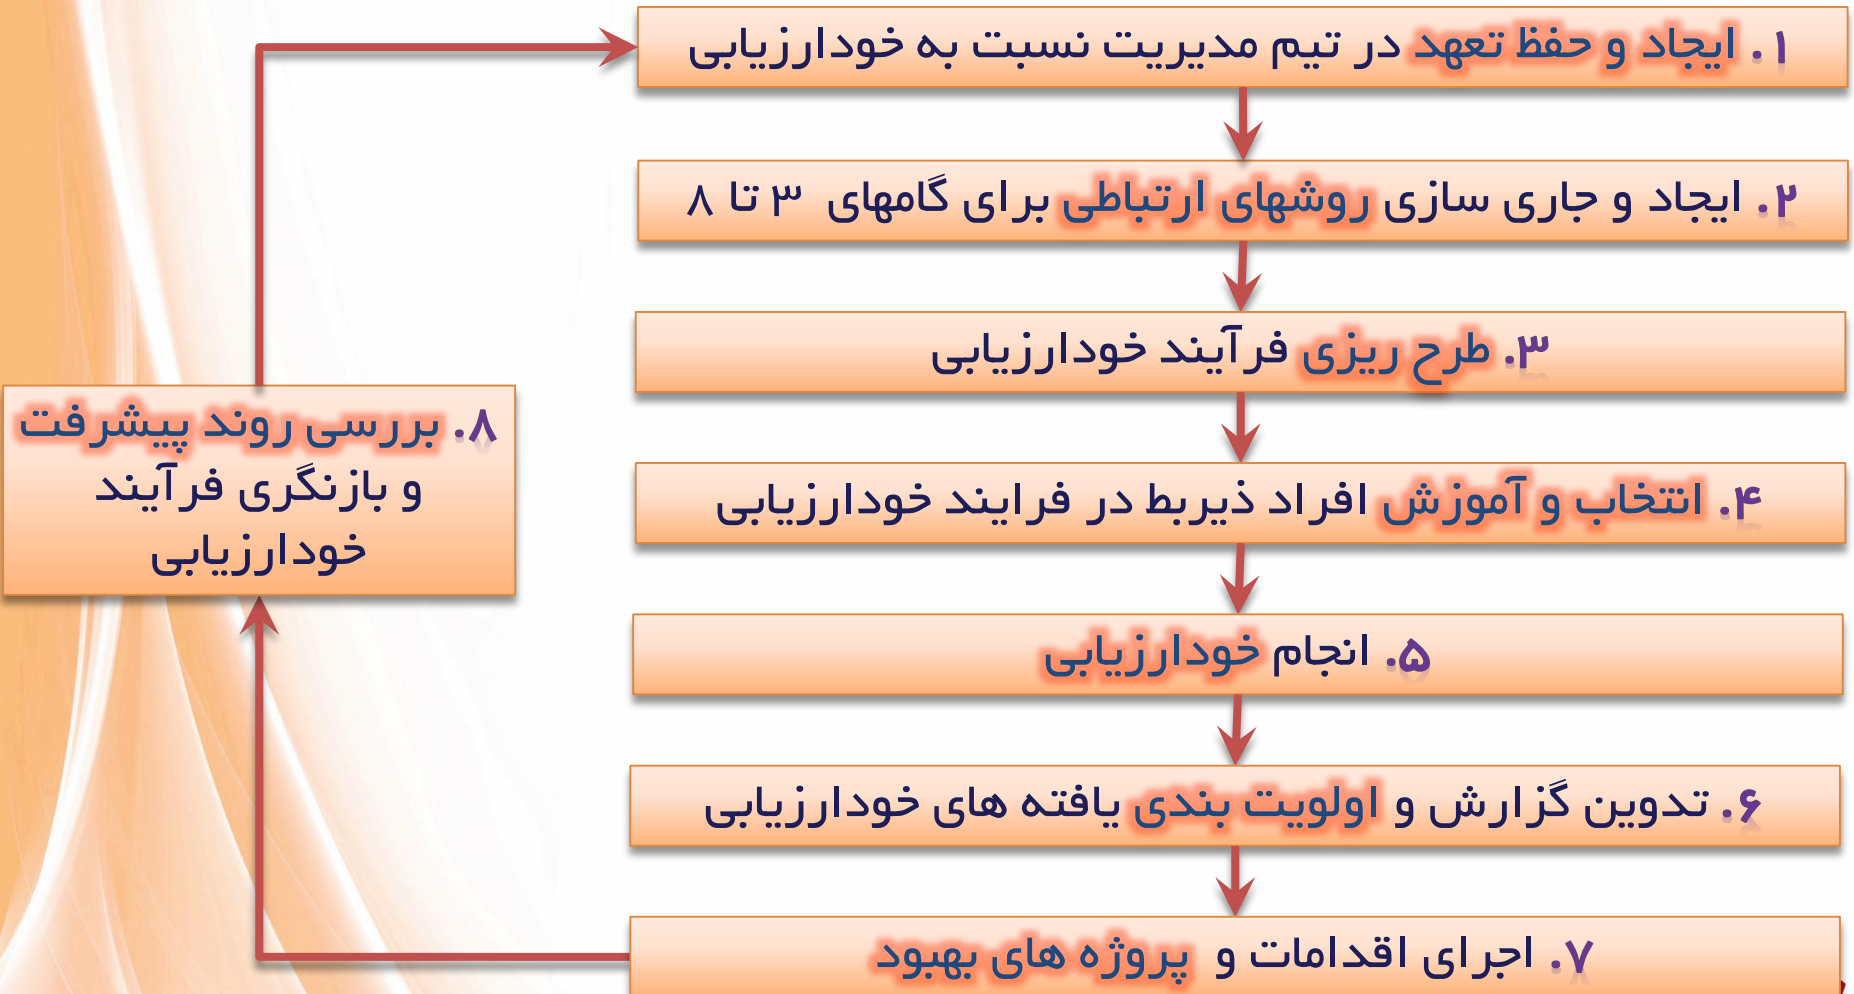 ۱. ایجاد و حفظ تعهد در تیم مدیریت نسبت به خودارزیابی
۲. ایجاد و جاری سازی روشهای ارتباطی برای گامهای ۳ تا ۸
۳. طرح ریزی فرآیند خودارزیابی
۴. انتخاب و آموزش افراد ذیربط در فرایند خودارزیابی
۵. انجام خودارزیابی
۶. تدوین گزارش و اولویت بندی یافته های خودارزیابی
۷. اجرای اقدامات و پروژه های بهبود
۸. بررسی روند پیشرفت
و بازنگری فرآیند
خودارزیابی